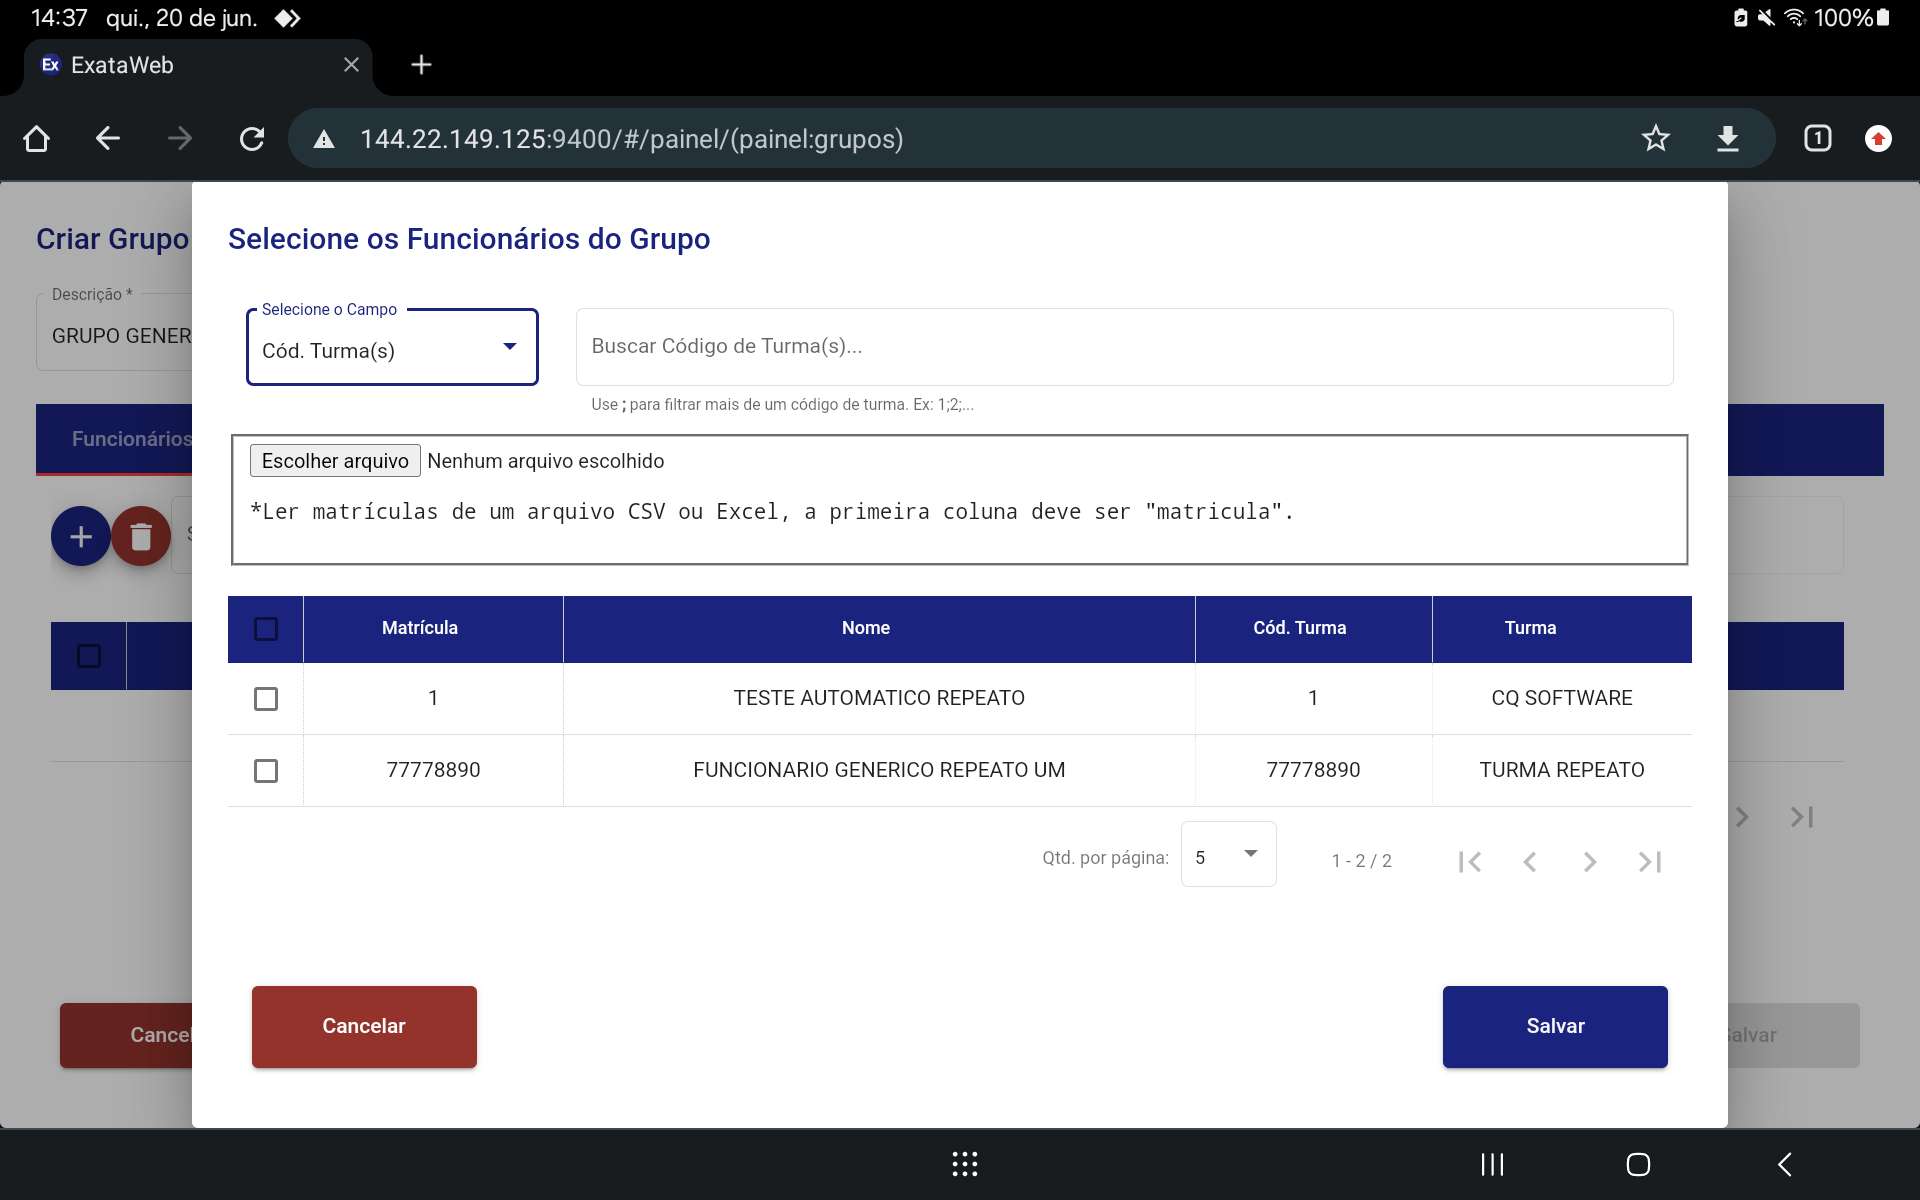 14:37 qui., 20 de jun. 100%
Ex ExataWeb
144.22.149.125:9400/#/painel/(painel:grupos) 1
Criar Grupo
Selecione os Funcionários do Grupo
Descrição *
GRUPO GENER
Selecione o Campo
Cód. Turma(s)
Buscar Código de Turma(s)...
Use ; para filtrar mais de um código de turma. Ex: 1;2;...
Funcionários
Escolher arquivo Nenhum arquivo escolhido
*Ler matrículas de um arquivo CSV ou Excel, a primeira coluna deve ser "matricula".
Matrícula Nome Cód. Turma Turma
1 TESTE AUTOMATICO REPEATO 1 CQ SOFTWARE
77778890 FUNCIONARIO GENERICO REPEATO UM 77778890 TURMA REPEATO
Qtd. por página: 5 1 - 2 / 2
Cancelar Salvar
Cancel alvar